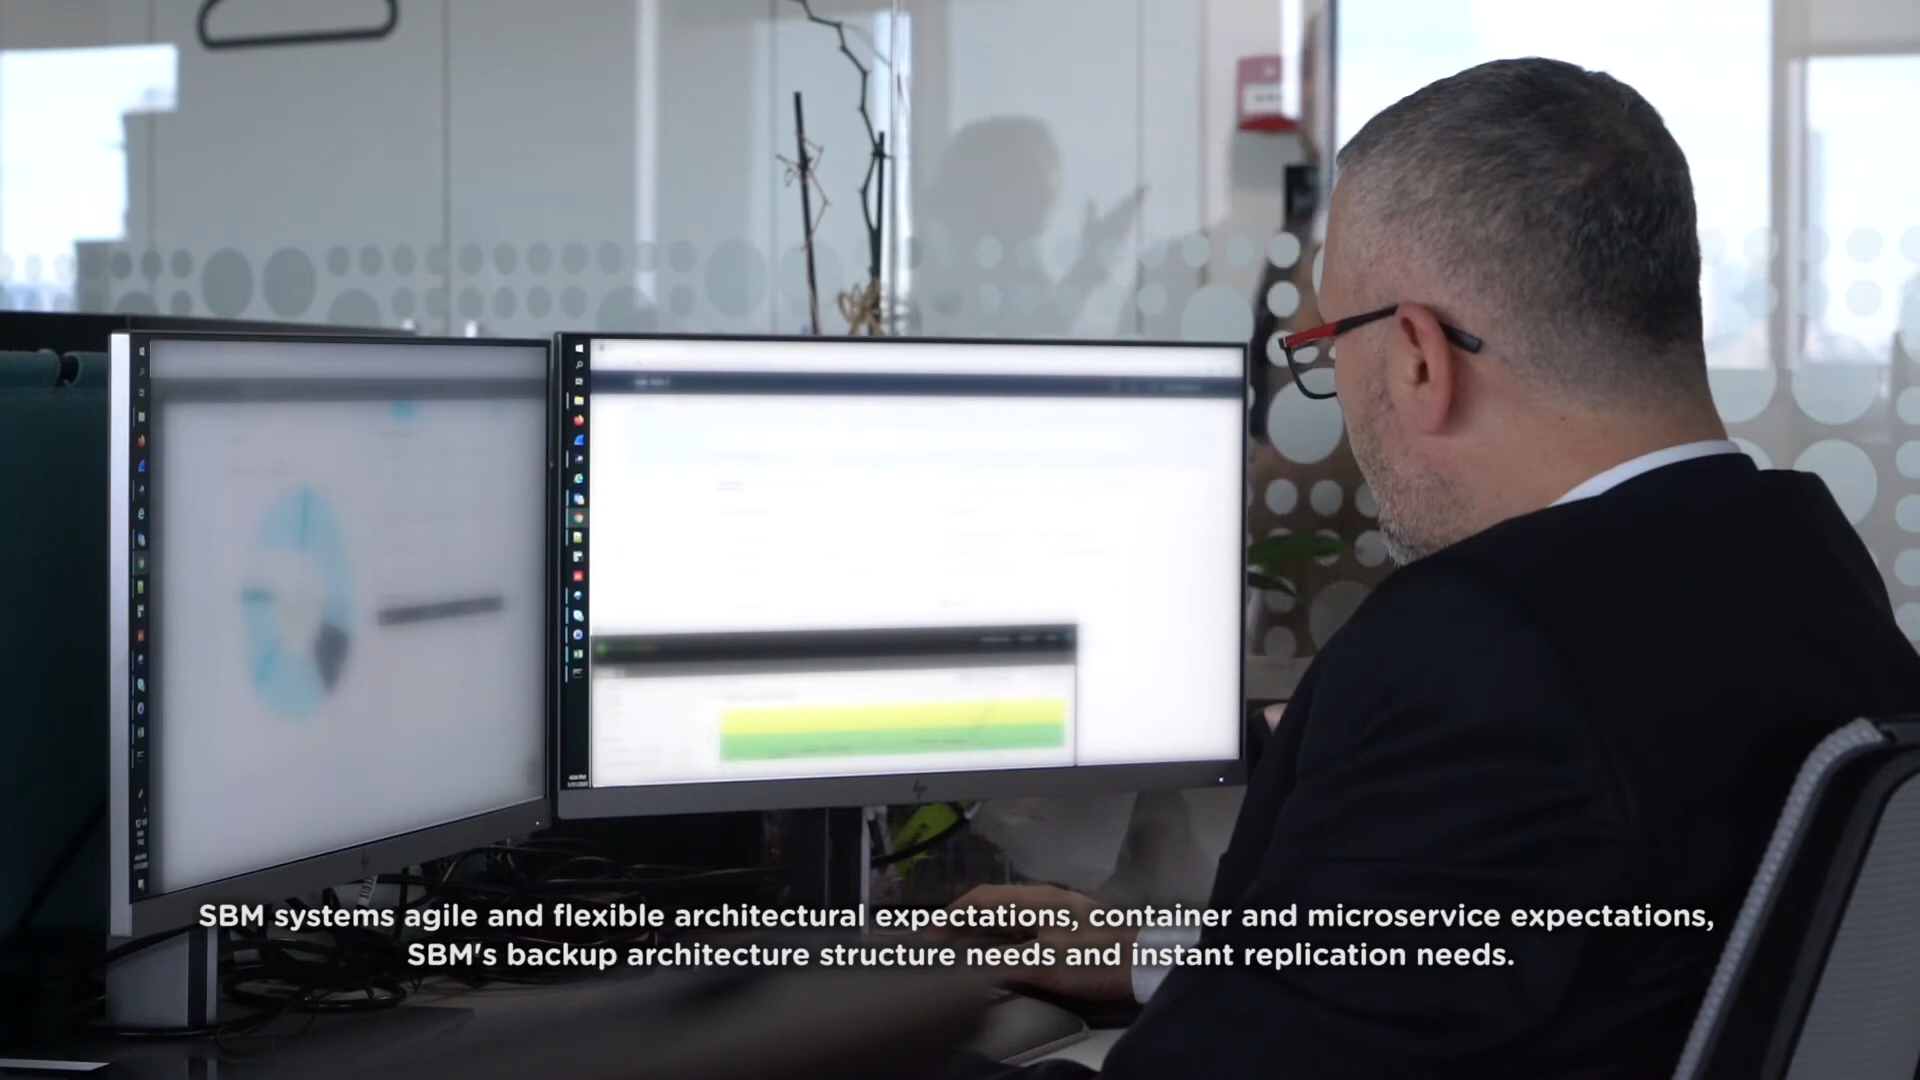 hp
SBM systems agile and flexible architectural expectations, container and microservice expectations,
SBM's backup architecture structure needs and instant replication needs.